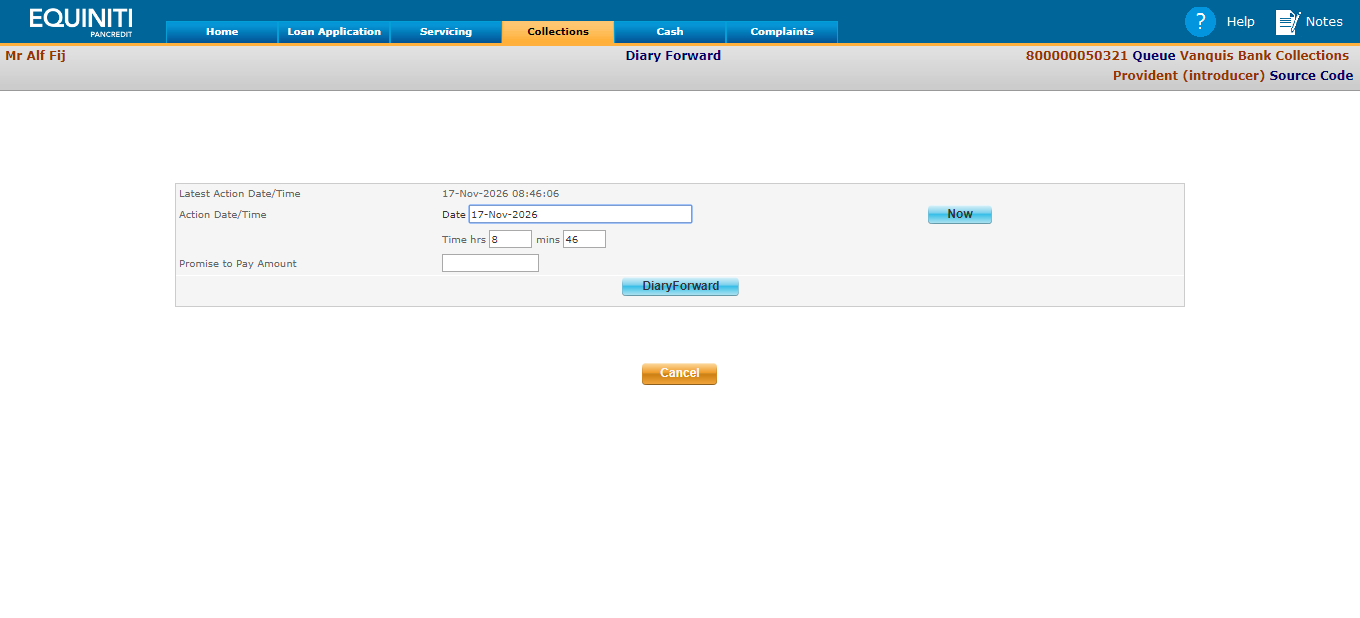 EQUINITI
PANCREDIT
Home Loan Application Servicing Collections Cash Complaints
? Help Notes
Mr Alf Fij Diary Forward 800000050321 Queue Vanquis Bank Collections
Provident (introducer) Source Code
Latest Action Date/Time 17-Nov-2026 08:46:06
Action Date/Time Date 17-Nov-2026 Now
Time hrs 8 mins 46
Promise to Pay Amount
DiaryForward
Cancel